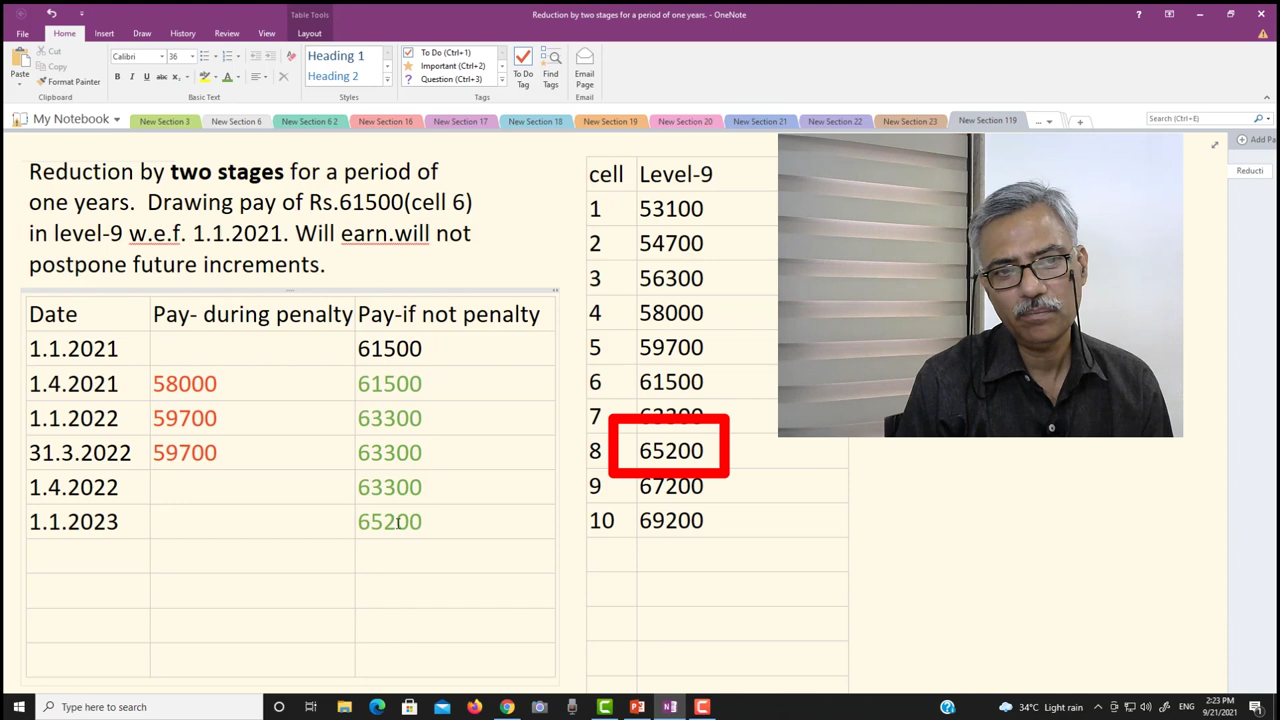 Table Tools
Reduction by two stages for a period of one years. - OneNote
File Home Insert Draw History Review View Layout
Paste
Cut
Copy
Format Painter
Clipboard
Calibri 36
Basic Text
Heading 1
Heading 2
Styles
To Do (Ctrl+1)
Important (Ctrl+2)
Question (Ctrl+3)
Tags
To Do Tag
Find Tags
Email Page
Email
My Notebook
New Section 3 New Section 6 New Section 6 2 New Section 16 New Section 17 New Section 18 New Section 19 New Section 20 New Section 21 New Section 22 New Section 23 New Section 119 ...
Search (Ctrl+E)
Add Pa
Reducti
Reduction by two stages for a period of
one years. Drawing pay of Rs.61500(cell 6)
in level-9 w.e.f. 1.1.2021. Will earn.will not
postpone future increments.
Date Pay- during penalty Pay-if not penalty
1.1.2021 61500
1.4.2021 58000 61500
1.1.2022 59700 63300
31.3.2022 59700 63300
1.4.2022 63300
1.1.2023 65200
cell Level-9
1 53100
2 54700
3 56300
4 58000
5 59700
6 61500
7 63300
8 65200
9 67200
10 69200
Type here to search
34°C Light rain
ENG
2:23 PM
9/21/2021